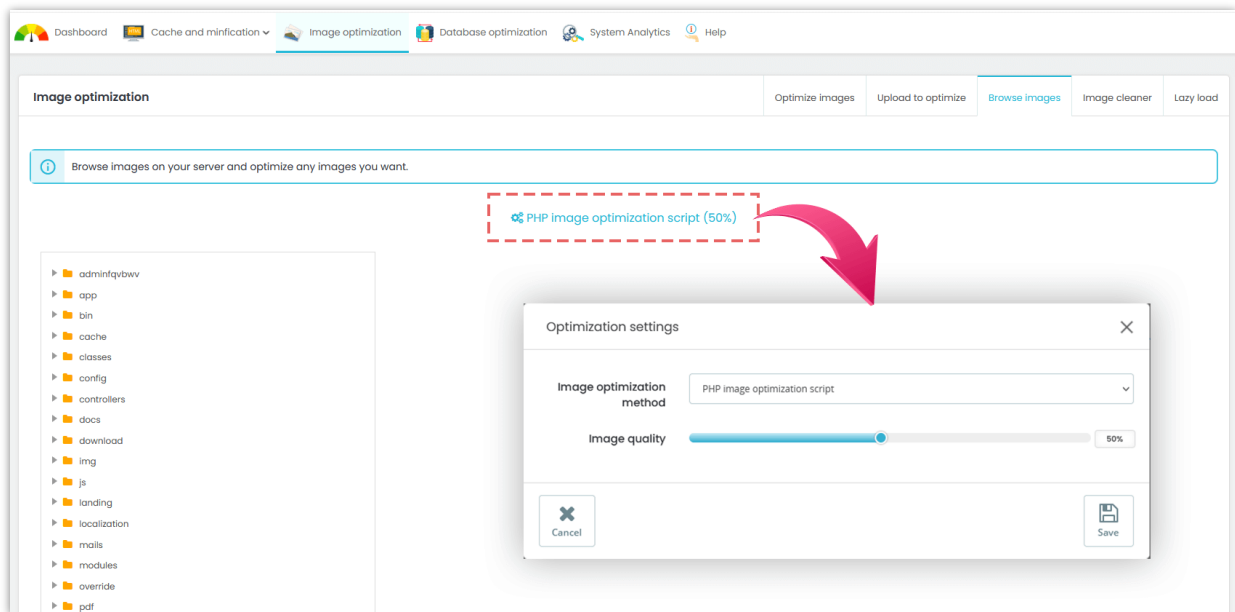 Dashboard Cache and minfication Image optimization Database optimization System Analytics Help
Image optimization Optimize images Upload to optimize Browse images Image cleaner Lazy load
Browse images on your server and optimize any images you want.
PHP image optimization script (50%)
adminfqvbwv
app
bin
cache
classes
config
controllers
docs
download
img
js
landing
localization
mails
modules
override
pdf
Optimization settings
Image optimization
method
PHP image optimization script
Image quality
50%
Cancel
Save